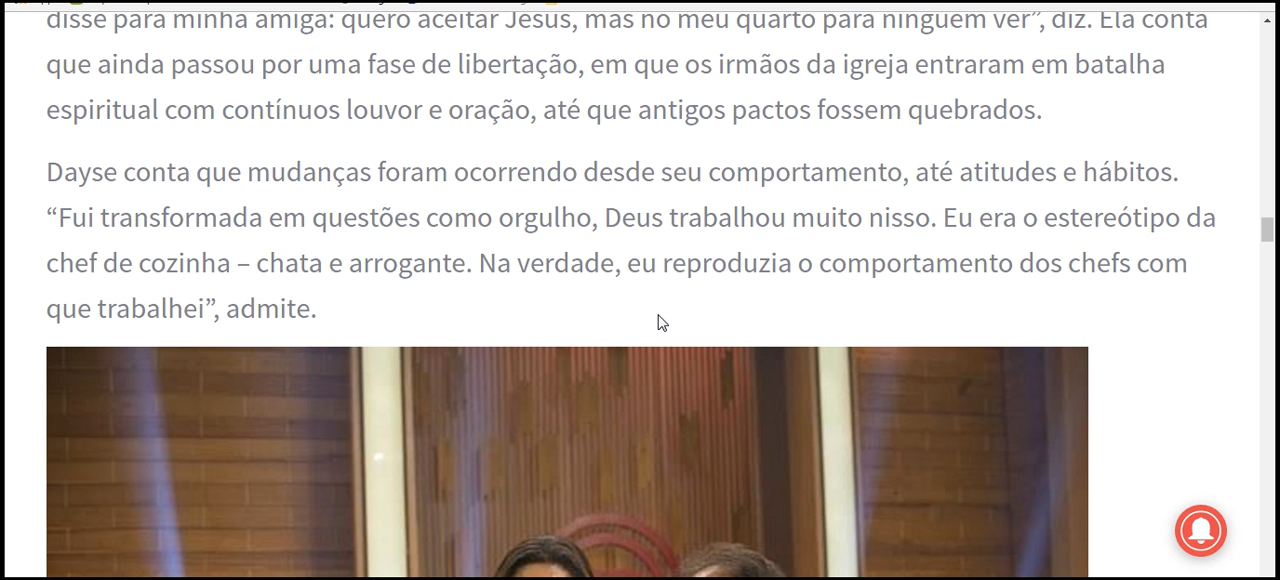 disse para minha amiga: quero aceitar Jesus, mas no meu quarto para ninguém ver”, diz. Ela conta
que ainda passou por uma fase de libertação, em que os irmãos da igreja entraram em batalha
espiritual com contínuos louvor e oração, até que antigos pactos fossem quebrados.
Dayse conta que mudanças foram ocorrendo desde seu comportamento, até atitudes e hábitos.
“Fui transformada em questões como orgulho, Deus trabalhou muito nisso. Eu era o estereótipo da
chef de cozinha – chata e arrogante. Na verdade, eu reproduzia o comportamento dos chefs com
que trabalhei”, admite.